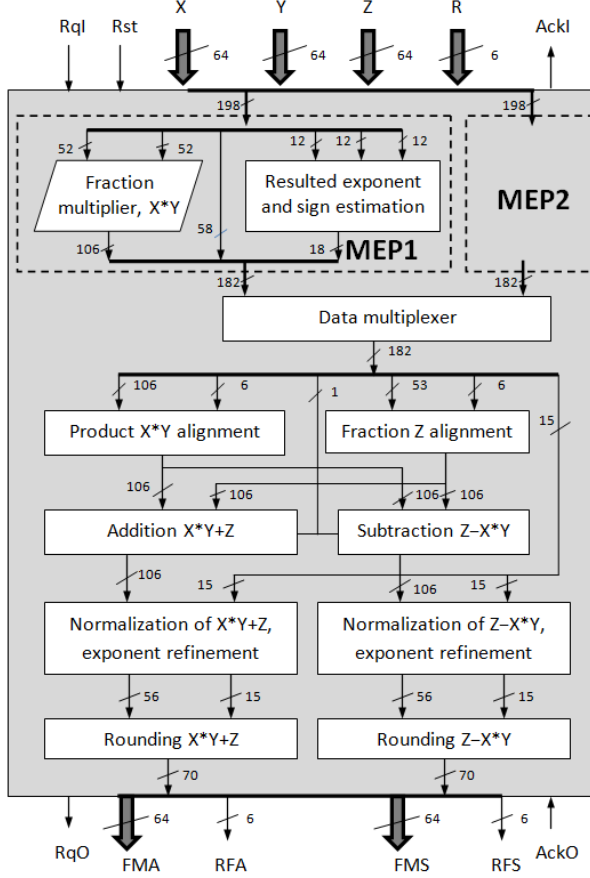 X Y Z R
Rql Rst AckI
64 64 64 6
198 198
52 52 12 12 12
Fraction
multiplier, X*Y
Resulted exponent
and sign estimation
MEP2
58
106 18 MEP1
182 182
Data multiplexer
182
106 6 1 53 6 15
Product X*Y alignment
Fraction Z alignment
106 106 106 106
Addition X*Y+Z
Subtraction Z−X*Y
106 15 106 15
Normalization of X*Y+Z,
exponent refinement
Normalization of Z−X*Y,
exponent refinement
56 15 56 15
Rounding X*Y+Z
Rounding Z−X*Y
70 70
64 6 64 6
RqO FMA RFA FMS RFS AckO